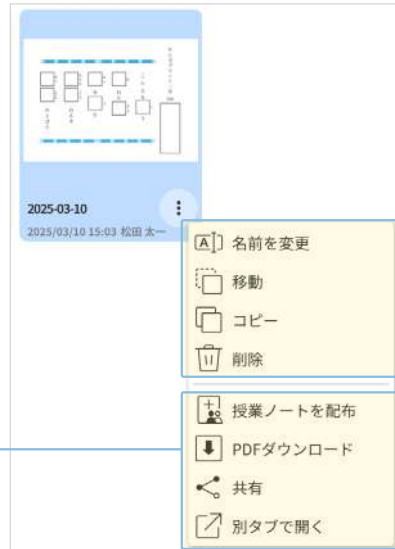 2025-03-10
2025/03/10 15:03 松田 太一
名前を変更
移動
コピー
削除
授業ノートを配布
PDFダウンロード
共有
別タブで開く